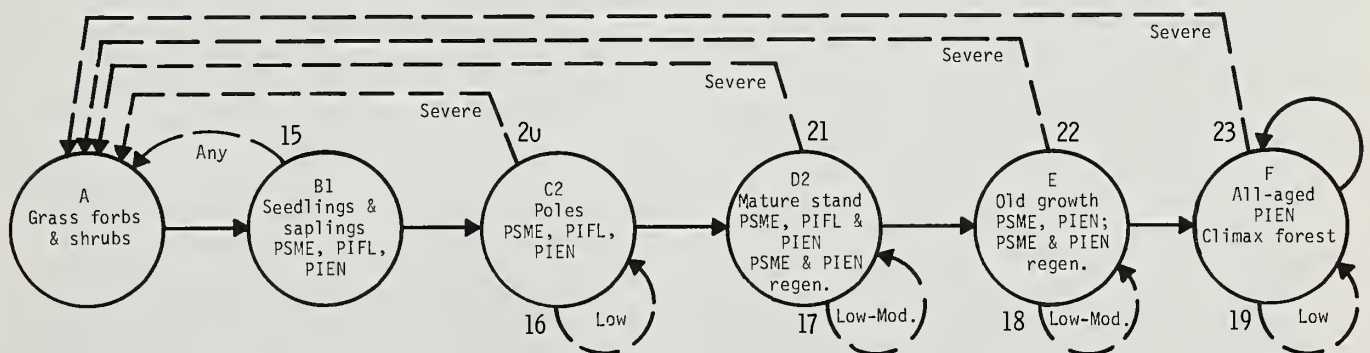 Severe
Severe
Severe
Severe
15
2u
21
22
23
Any
A
Grass forbs
& shrubs
B1
Seedlings &
saplings
PSME, PIFL,
PIEN
C2
Poles
PSME, PIFL,
PIEN
D2
Mature stand
PSME, PIFL &
PIEN
PSME & PIEN
regen.
E
Old growth
PSME, PIEN;
PSME & PIEN
regen.
F
All-aged
PIEN
Climax forest
16
Low
17
Low-Mod.
18
Low-Mod.
19
Low